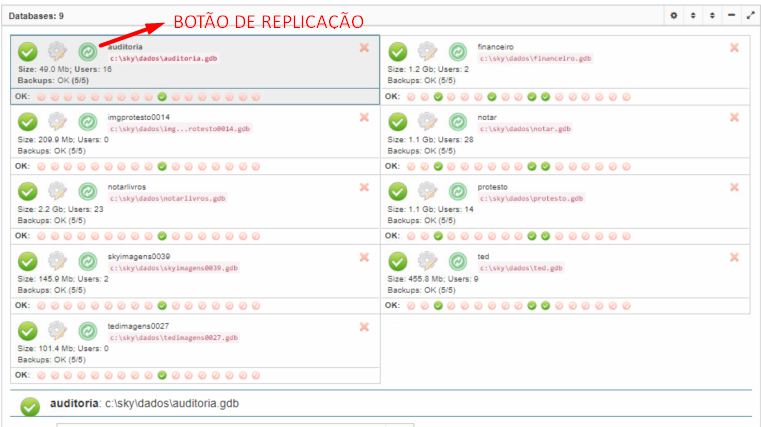 Databases: 9
BOTÃO DE REPLICAÇÃO
auditoria
c:\sky\dados\auditoria.gdb
Size: 49.0 Mb; Users: 16
Backups: OK (5/5)
OK:
financeiro
c:\sky\dados\financeiro.gdb
Size: 1.2 Gb; Users: 2
Backups: OK (5/5)
OK:
imgprotesto0014
c:\sky\dados\img...rotesto0014.gdb
Size: 209.9 Mb; Users: 0
Backups: OK (5/5)
OK:
notar
c:\sky\dados\notar.gdb
Size: 1.1 Gb; Users: 28
Backups: OK (5/5)
OK:
notarlivros
c:\sky\dados\notarlivros.gdb
Size: 2.2 Gb; Users: 23
Backups: OK (5/5)
OK:
protesto
c:\sky\dados\protesto.gdb
Size: 1.1 Gb; Users: 14
Backups: OK (5/5)
OK:
skyimagens0039
c:\sky\dados\skyimagens0039.gdb
Size: 145.9 Mb; Users: 2
Backups: OK (5/5)
OK:
ted
c:\sky\dados\ted.gdb
Size: 455.8 Mb; Users: 9
Backups: OK (5/5)
OK:
tedimagens0027
c:\sky\dados\tedimagens0027.gdb
Size: 101.4 Mb; Users: 0
Backups: OK (5/5)
OK:
auditoria: c:\sky\dados\auditoria.gdb